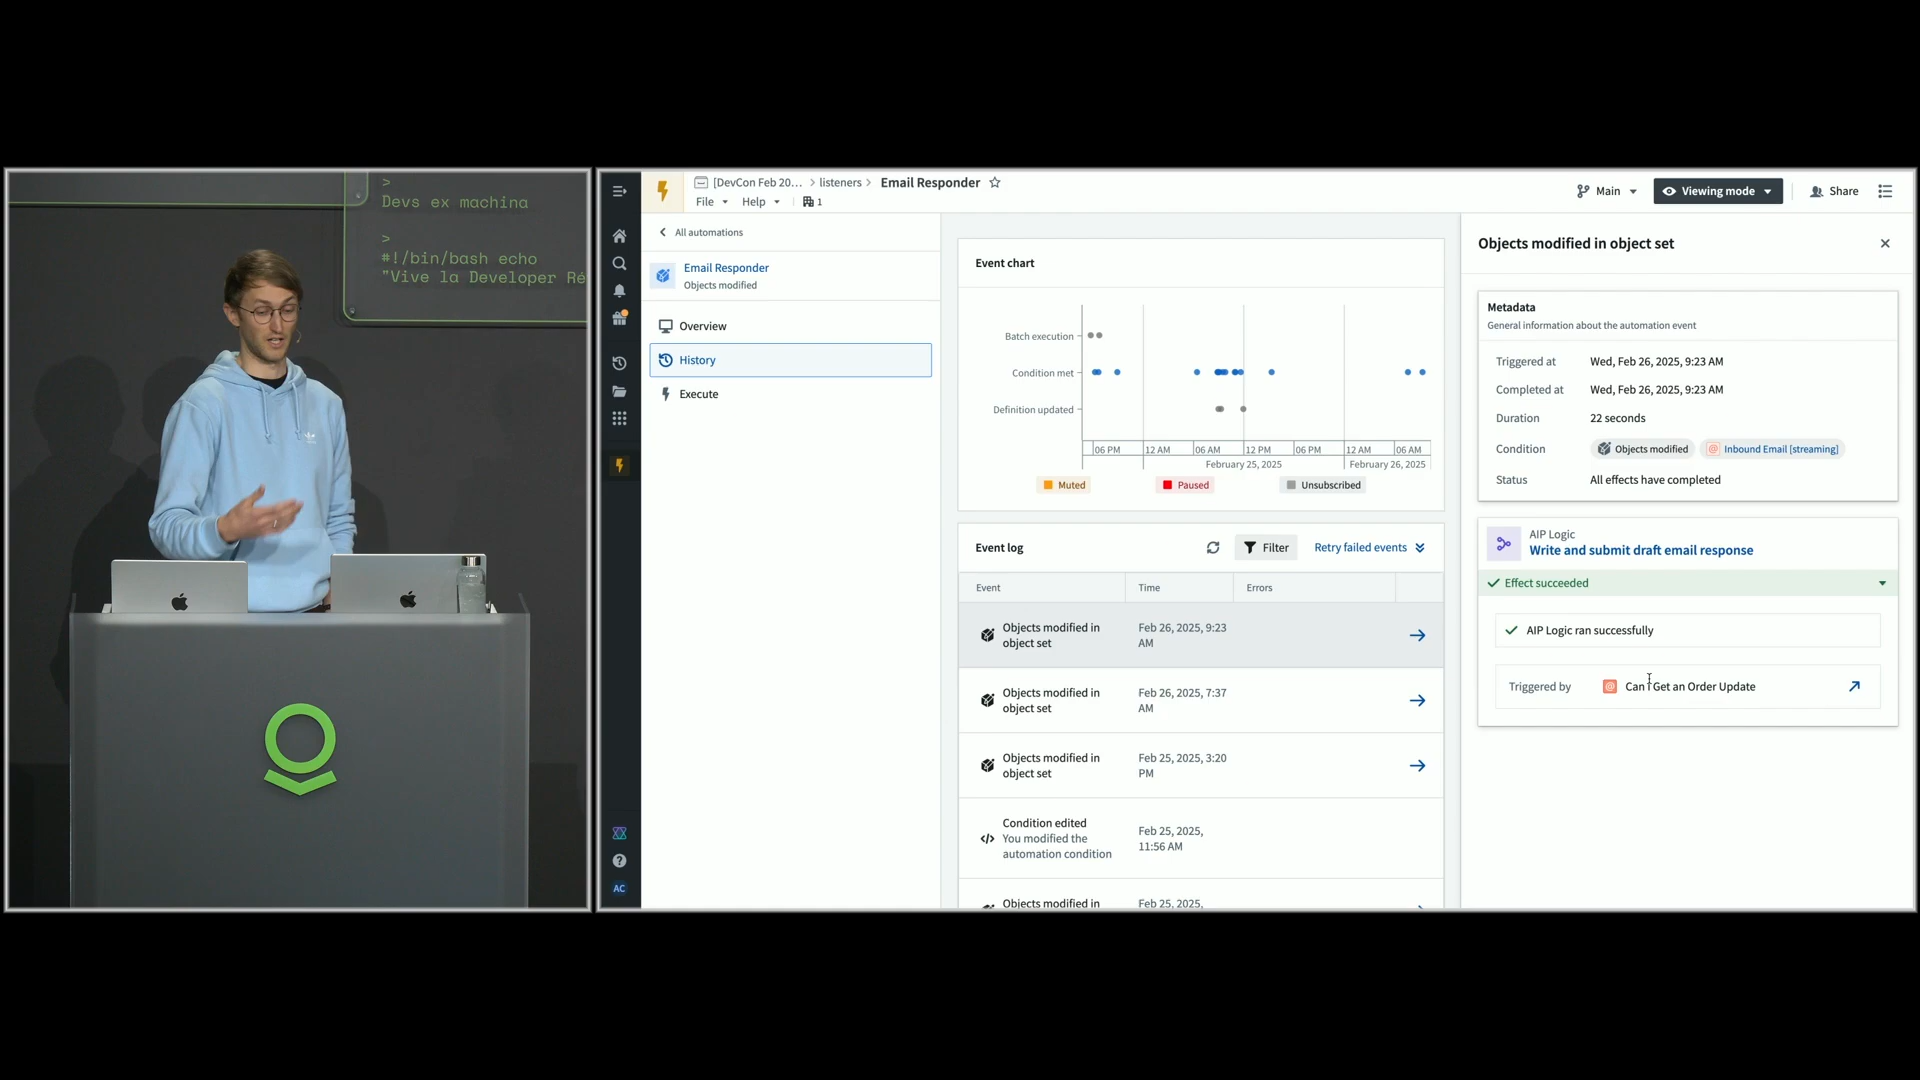 >
Devs ex machina
>
#!/bin/bash echo
"Vive la Developer Ré
[DevCon Feb 20... > listeners > Email Responder
File Help 1
Main
Viewing mode
Share
All automations
Email Responder
Objects modified
Overview
History
Execute
AC
Event chart
Batch execution
Condition met
Definition updated
06 PM 12 AM 06 AM 12 PM 06 PM 12 AM 06 AM
February 25, 2025 February 26, 2025
Muted Paused Unsubscribed
Event log
Filter
Retry failed events
Event Time Errors
Objects modified in
object set
Feb 26, 2025, 9:23
AM
Objects modified in
object set
Feb 26, 2025, 7:37
AM
Objects modified in
object set
Feb 25, 2025, 3:20
PM
Condition edited
You modified the
automation condition
Feb 25, 2025,
11:56 AM
Objects modified in
Feb 25, 2025,
Objects modified in object set
Metadata
General information about the automation event
Triggered at Wed, Feb 26, 2025, 9:23 AM
Completed at Wed, Feb 26, 2025, 9:23 AM
Duration 22 seconds
Condition Objects modified Inbound Email [streaming]
Status All effects have completed
AIP Logic
Write and submit draft email response
Effect succeeded
AIP Logic ran successfully
Triggered by Can I Get an Order Update